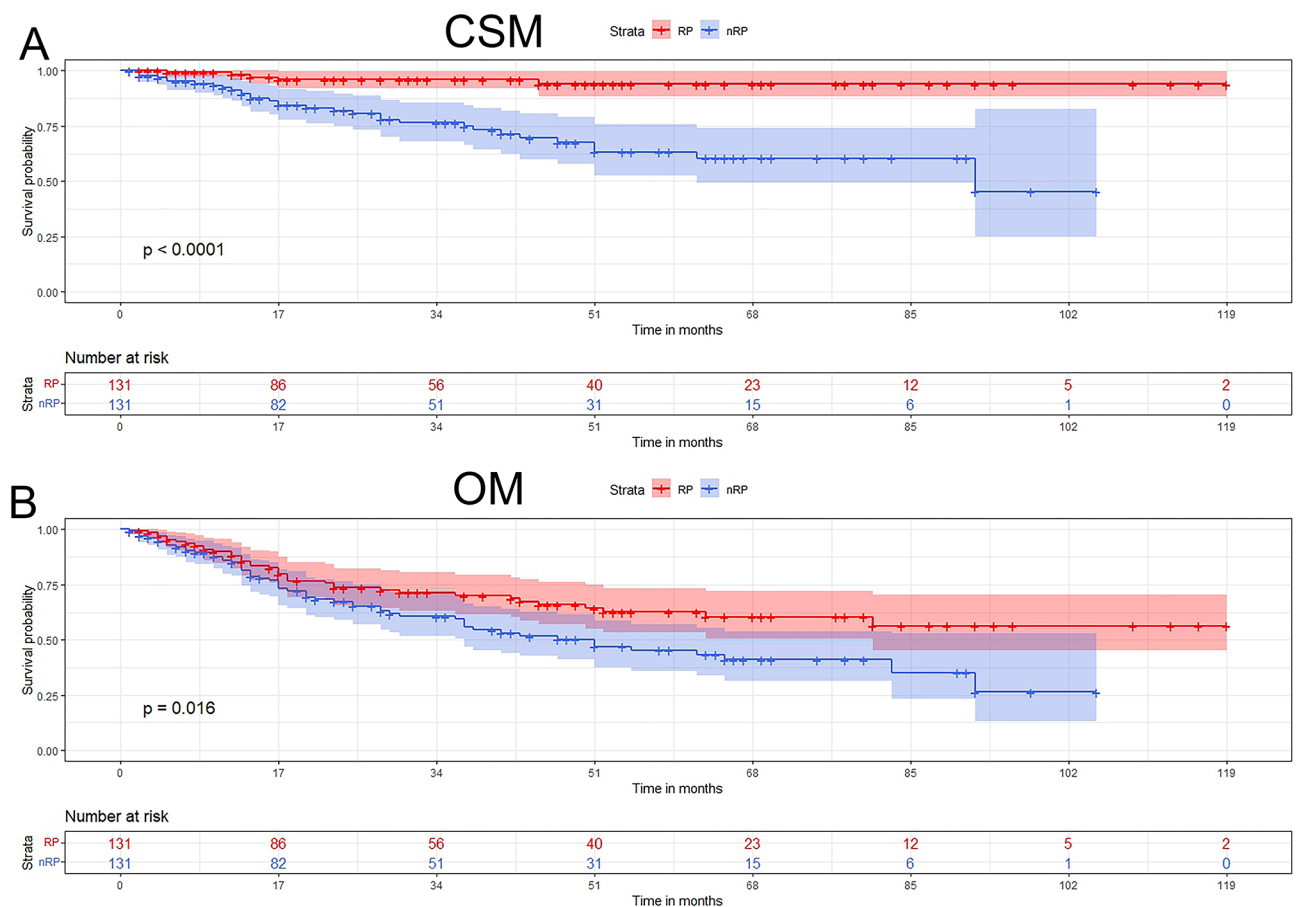 A
CSM
Strata RP nRP
Survival probability
1.00
0.75
0.50
0.25
0.00
p < 0.0001
0 17 34 51 68 85 102 119
Time in months
Number at risk
Strata
RP 131 86 56 40 23 12 5 2
nRP 131 82 51 31 15 6 1 0
0 17 34 51 68 85 102 119
Time in months
B
OM
Strata RP nRP
Survival probability
1.00
0.75
0.50
0.25
0.00
p = 0.016
0 17 34 51 68 85 102 119
Time in months
Number at risk
Strata
RP 131 86 56 40 23 12 5 2
nRP 131 82 51 31 15 6 1 0
0 17 34 51 68 85 102 119
Time in months